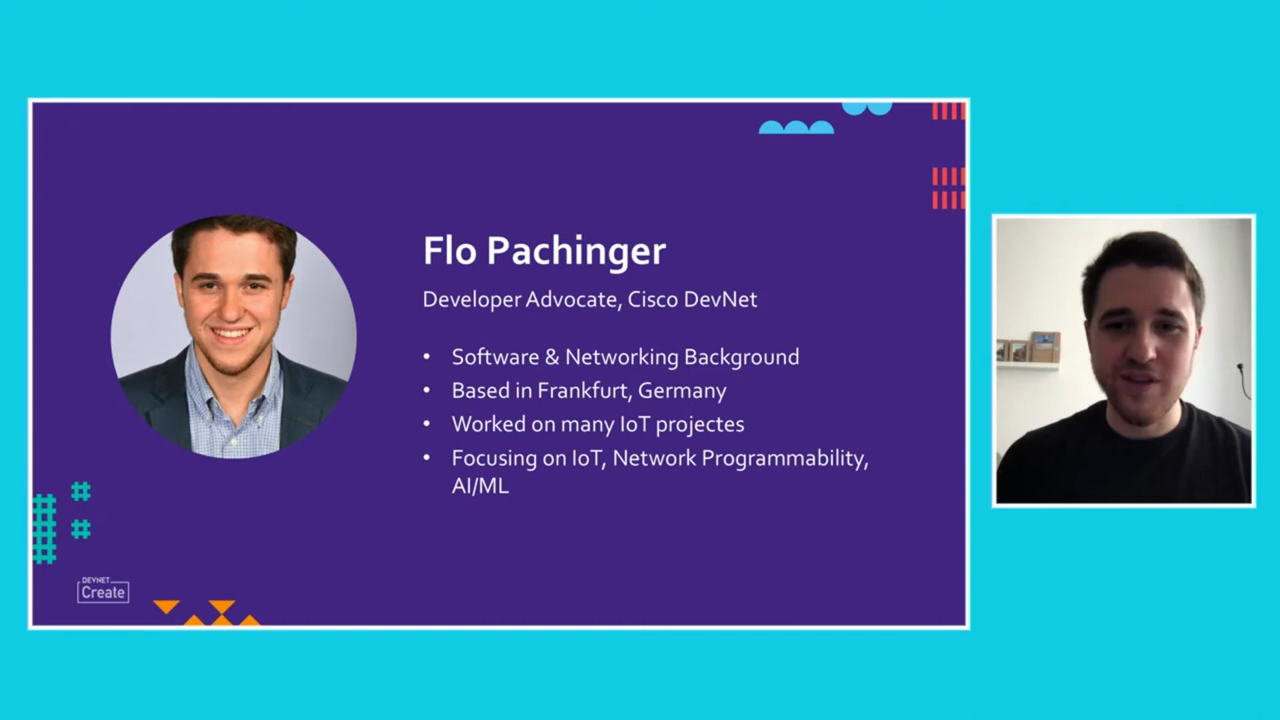 Flo Pachinger
Developer Advocate, Cisco DevNet
• Software & Networking Background
• Based in Frankfurt, Germany
• Worked on many IoT projectes
• Focusing on IoT, Network Programmability,
AI/ML
DEVNET
Create